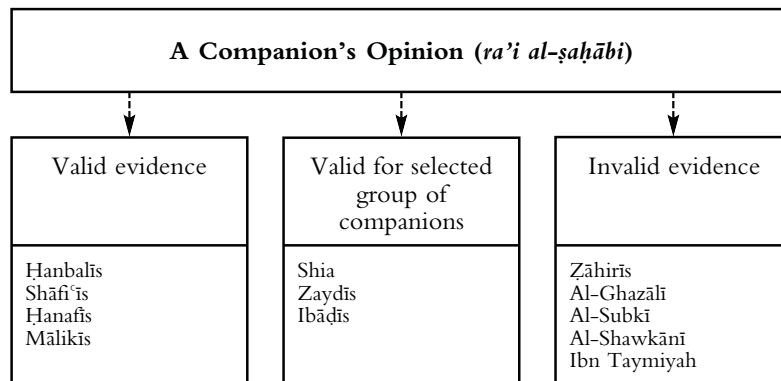 A Companion’s Opinion (ra’i al-ṣaḥābi)
Valid evidence
Ḥanbalīs
Shāfiʿīs
Ḥanafīs
Mālikīs
Valid for selected
group of
companions
Shia
Zaydīs
Ibāḍīs
Invalid evidence
Ẓāhirīs
Al-Ghazālī
Al-Subkī
Al-Shawkānī
Ibn Taymiyah